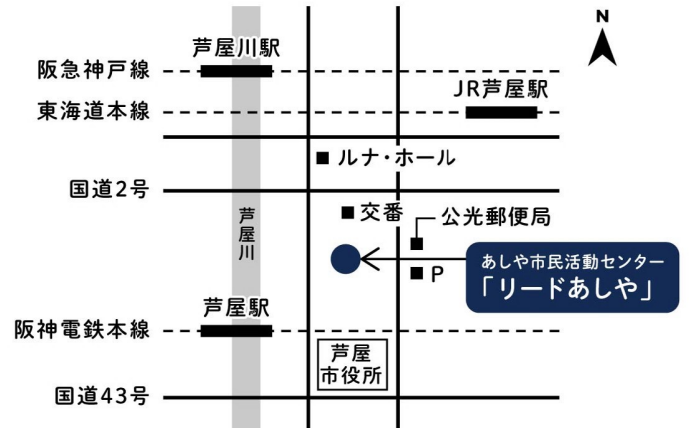 N
芦屋川駅
阪急神戸線
JR芦屋駅
東海道本線
ルナ・ホール
国道2号
交番
公光郵便局
芦屋川
あしや市民活動センター
「リードあしや」
P
芦屋駅
阪神電鉄本線
芦屋
市役所
国道43号